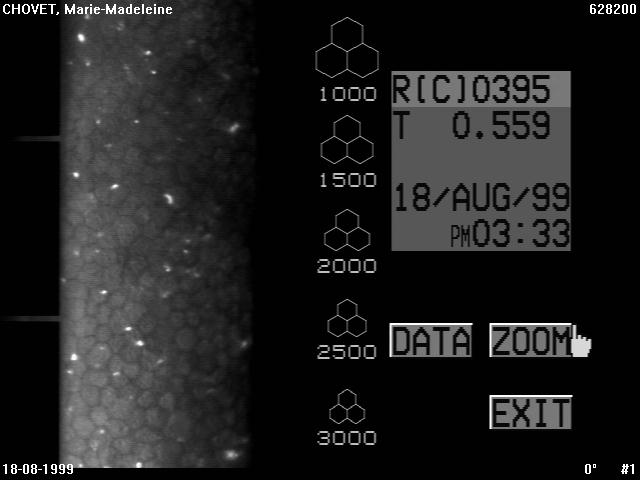 CHOVET, Marie-Madeleine
628200
1000
1500
2000
2500
3000
R[C]0395
T 0.559
18/AUG/99
PM03:33
DATA
ZOOM
EXIT
18-08-1999
0° #1